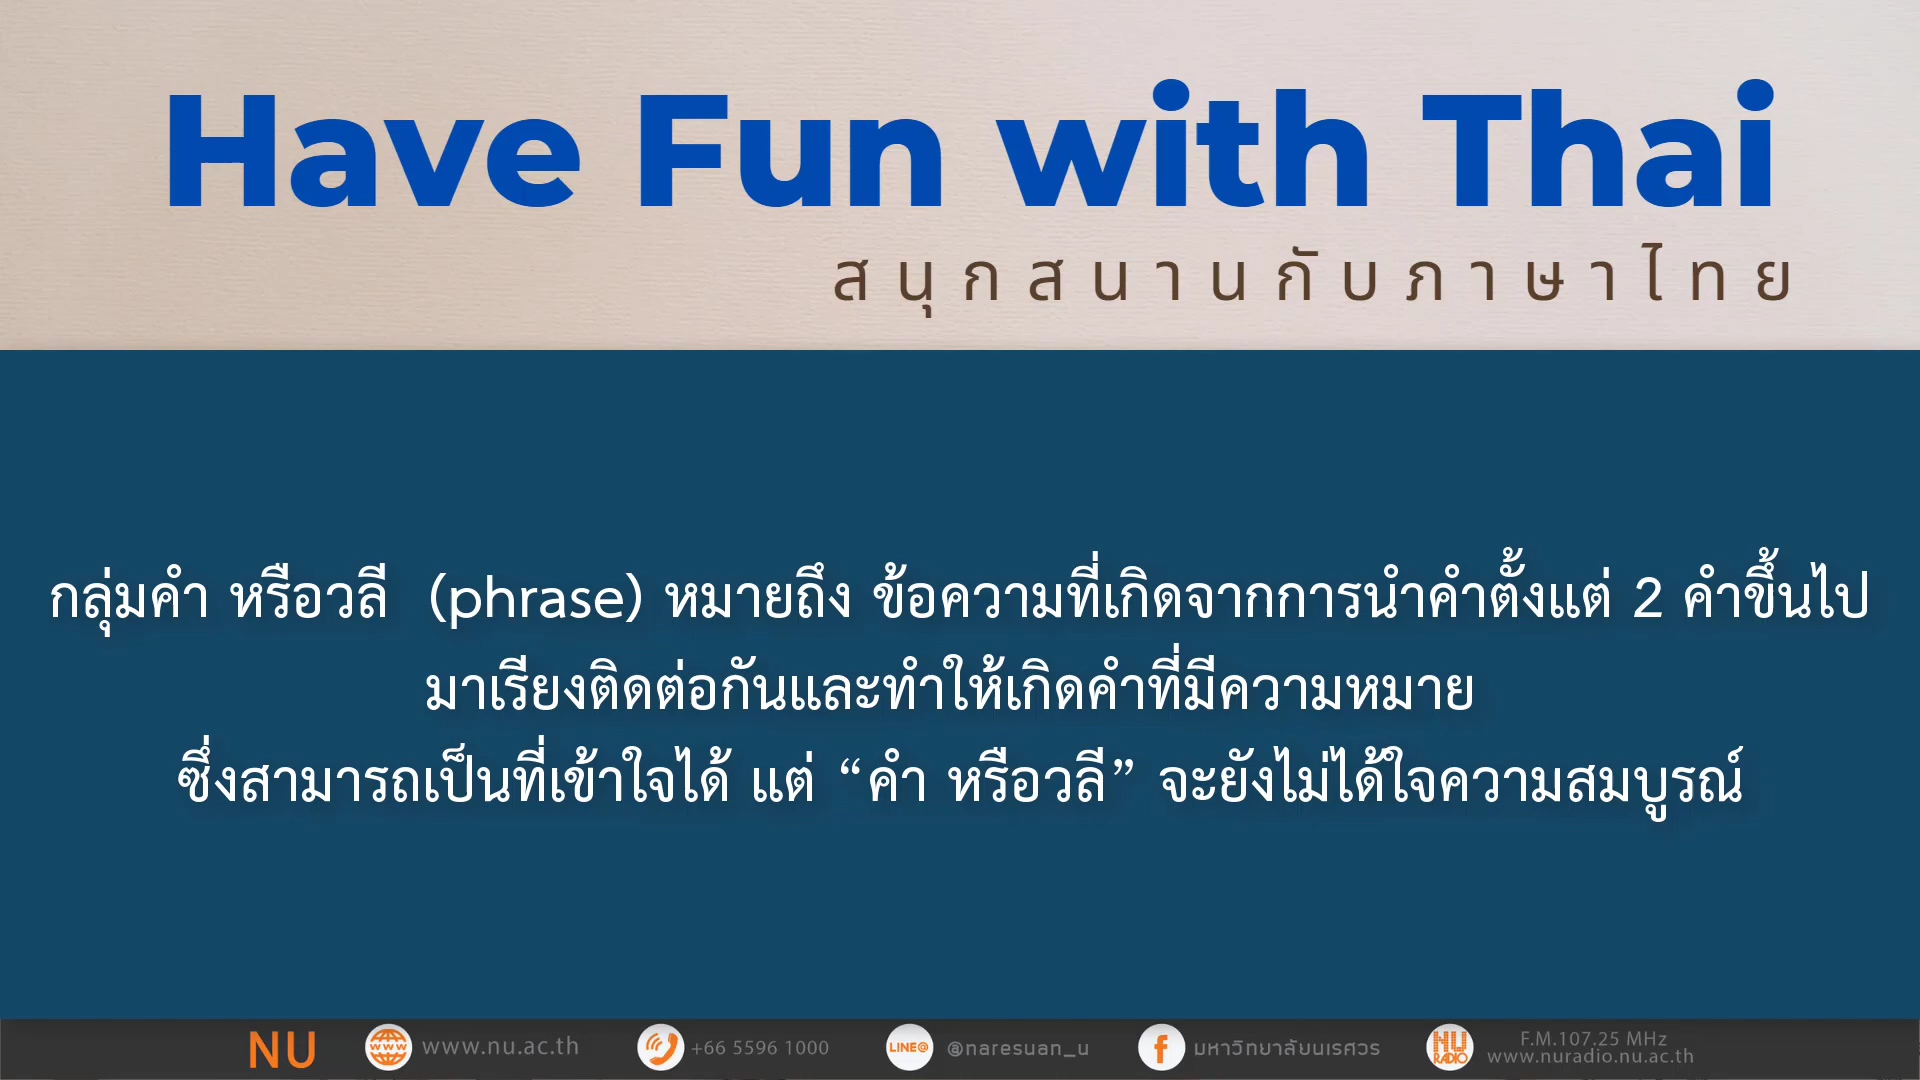 Have Fun with Thai
สนุกสนานกับภาษาไทย
กลุ่มคำ หรือวลี (phrase) หมายถึง ข้อความที่เกิดจากการนำคำตั้งแต่ 2 คำขึ้นไป
มาเรียงติดต่อกันและทำให้เกิดคำที่มีความหมาย
ซึ่งสามารถเป็นที่เข้าใจได้ แต่ “คำ หรือวลี” จะยังไม่ได้ใจความสมบูรณ์
NU www www.nu.ac.th +66 5596 1000 LINE@ @naresuan_u f มหาวิทยาลัยนเรศวร NU RADIO F.M.107.25 MHz
www.nuradio.nu.ac.th